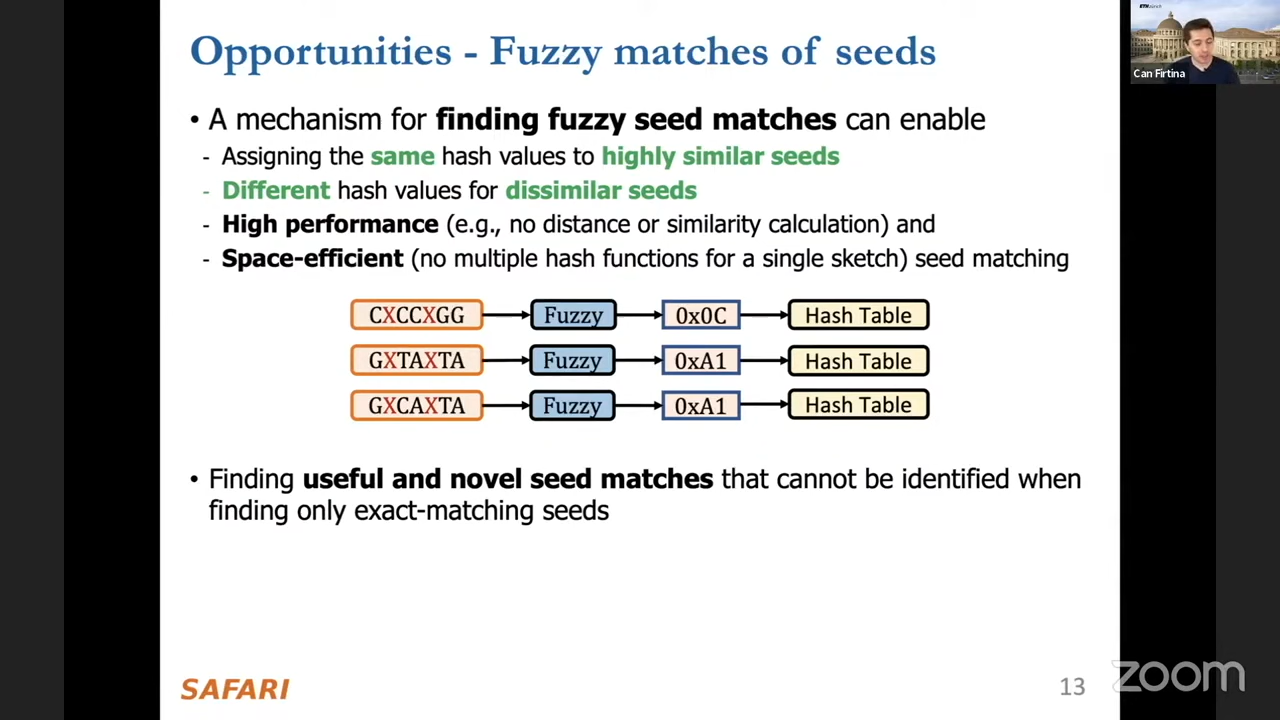 Opportunities - Fuzzy matches of seeds
• A mechanism for finding fuzzy seed matches can enable
- Assigning the same hash values to highly similar seeds
- Different hash values for dissimilar seeds
- High performance (e.g., no distance or similarity calculation) and
- Space-efficient (no multiple hash functions for a single sketch) seed matching
CXCCXGG Fuzzy 0x0C Hash Table
GXTAXTA Fuzzy 0xA1 Hash Table
GXCAXTA Fuzzy 0xA1 Hash Table
• Finding useful and novel seed matches that cannot be identified when
finding only exact-matching seeds
SAFARI
13
zoom
ETH zürich
Can Firtina